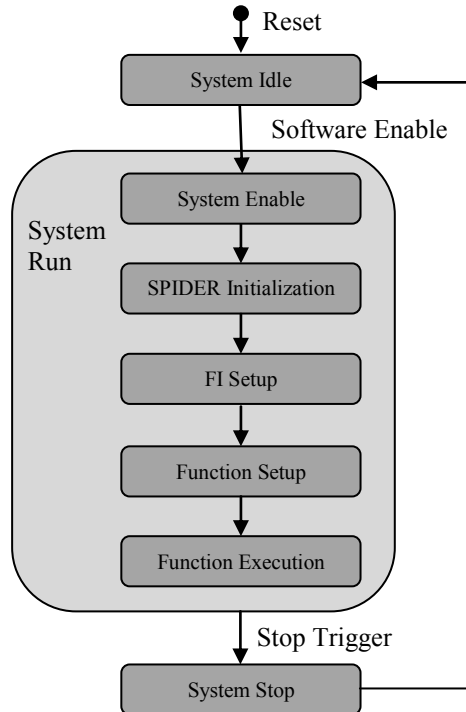 Reset
System Idle
Software Enable
System Enable
System
Run
SPIDER Initialization
FI Setup
Function Setup
Function Execution
Stop Trigger
System Stop